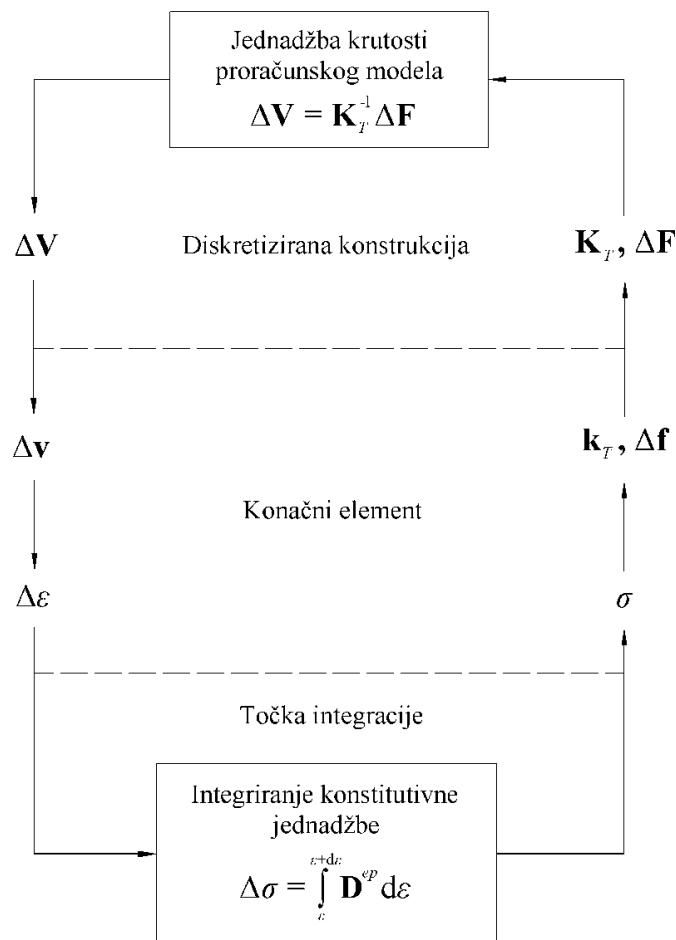 Jednadžba krutosti
proračunskog modela
ΔV = K_T^-1 ΔF
ΔV
Diskretizirana konstrukcija
K_T, ΔF
Δv
k_T, Δf
Konačni element
Δε
σ
Točka integracije
Integriranje konstitutivne
jednadžbe
Δσ = ∫_ε^ε+dε D^ep dε